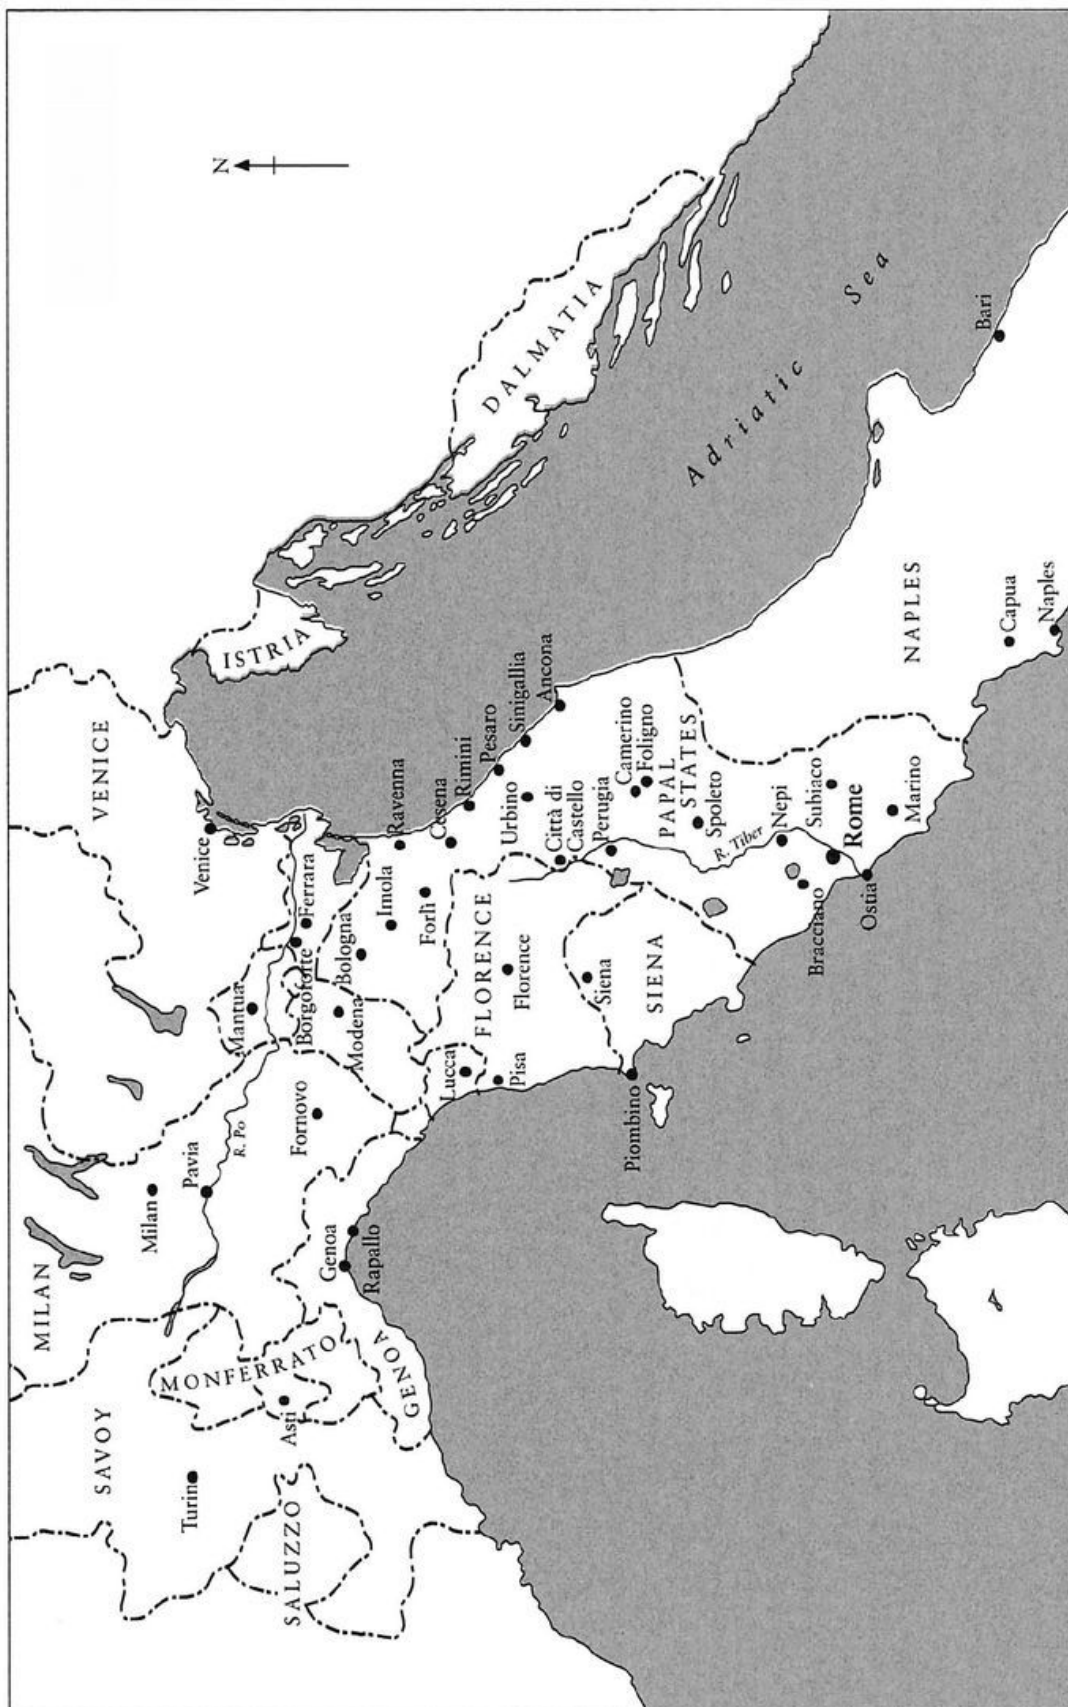 N
MILAN
VENICE
SAVOY
Milan
Pavia
Venice
Turin
Mantua
R. Po
ISTRIA
MONFERRATO
Asti
SALUZZO
Borgoforte
Ferrara
Fornovo
Modena
Bologna
Genoa
Rapallo
GENOA
Imola
Ravenna
Forlì
Cesena
DALMATIA
Lucca
FLORENCE
Rimini
Pisa
Florence
Pesaro
Urbino
Sinigallia
Ancona
Città di
Castello
Siena
SIENA
Perugia
Piombino
Camerino
Foligno
PAPAL
STATES
Spoleto
R. Tiber
Nepi
Bracciano
Subiaco
Rome
Ostia
Marino
Adriatic Sea
NAPLES
Bari
Capua
Naples